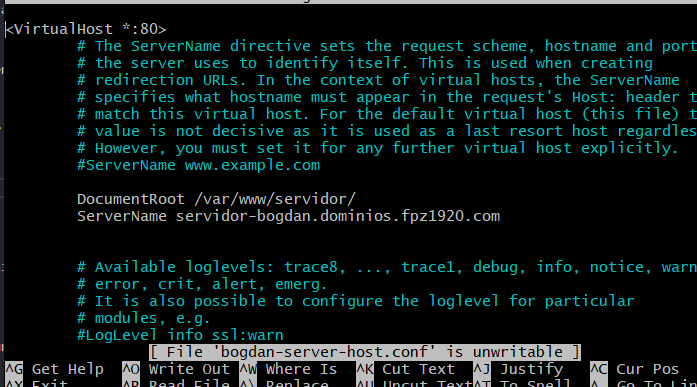 <VirtualHost *:80>
# The ServerName directive sets the request scheme, hostname and port
# the server uses to identify itself. This is used when creating
# redirection URLs. In the context of virtual hosts, the ServerName
# specifies what hostname must appear in the request's Host: header t
# match this virtual host. For the default virtual host (this file) t
# value is not decisive as it is used as a last resort host regardles
# However, you must set it for any further virtual host explicitly.
#ServerName www.example.com
DocumentRoot /var/www/servidor/
ServerName servidor-bogdan.dominios.fpz1920.com
# Available loglevels: trace8, ..., trace1, debug, info, notice, warn
# error, crit, alert, emerg.
# It is also possible to configure the loglevel for particular
# modules, e.g.
#LogLevel info ssl:warn
[ File 'bogdan-server-host.conf' is unwritable ]
^G Get Help ^O Write Out ^W Where Is ^K Cut Text ^J Justify ^C Cur Pos
^X Exit ^R Read File ^\ Replace ^U Uncut Text ^T To Spell ^_ Go To Li